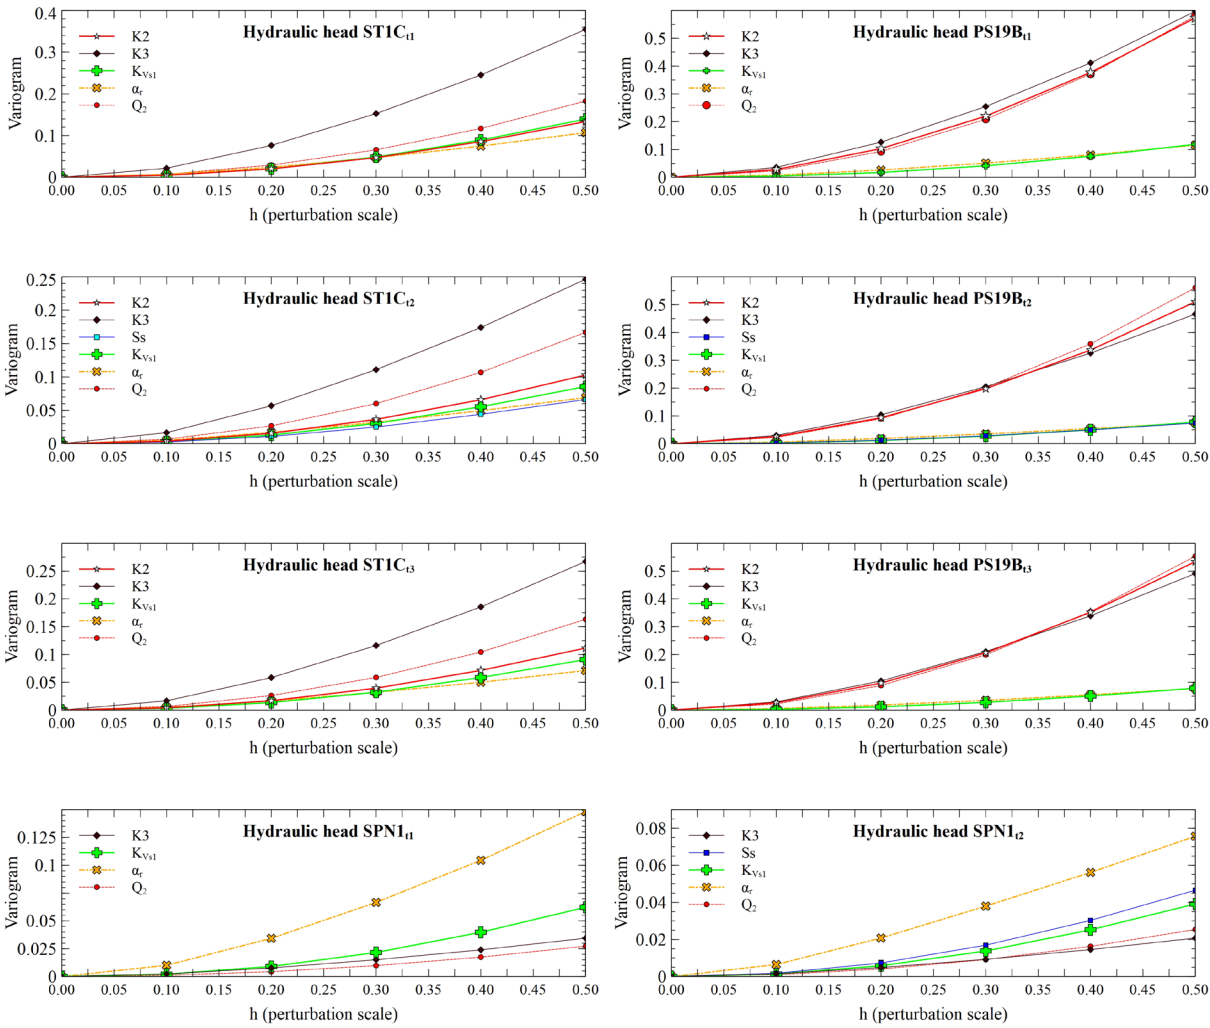 Hydraulic head ST1Ct1
K2
K3
KVs1
αr
Q2
Variogram
0.4
0.3
0.2
0.1
0
0.00 0.05 0.10 0.15 0.20 0.25 0.30 0.35 0.40 0.45 0.50
h (perturbation scale)
Hydraulic head PS19Bt1
K2
K3
KVs1
αr
Q2
Variogram
0.5
0.4
0.3
0.2
0.1
0
0.00 0.05 0.10 0.15 0.20 0.25 0.30 0.35 0.40 0.45 0.50
h (perturbation scale)
Hydraulic head ST1Ct2
K2
K3
Ss
KVs1
αr
Q2
Variogram
0.25
0.2
0.15
0.1
0.05
0
0.00 0.05 0.10 0.15 0.20 0.25 0.30 0.35 0.40 0.45 0.50
h (perturbation scale)
Hydraulic head PS19Bt2
K2
K3
Ss
KVs1
αr
Q2
Variogram
0.5
0.4
0.3
0.2
0.1
0
0.00 0.05 0.10 0.15 0.20 0.25 0.30 0.35 0.40 0.45 0.50
h (perturbation scale)
Hydraulic head ST1Ct3
K2
K3
KVs1
αr
Q2
Variogram
0.25
0.2
0.15
0.1
0.05
0
0.00 0.05 0.10 0.15 0.20 0.25 0.30 0.35 0.40 0.45 0.50
h (perturbation scale)
Hydraulic head PS19Bt3
K2
K3
KVs1
αr
Q2
Variogram
0.5
0.4
0.3
0.2
0.1
0
0.00 0.05 0.10 0.15 0.20 0.25 0.30 0.35 0.40 0.45 0.50
h (perturbation scale)
Hydraulic head SPN1t1
K3
KVs1
αr
Q2
Variogram
0.125
0.1
0.05
0.025
0
0.00 0.05 0.10 0.15 0.20 0.25 0.30 0.35 0.40 0.45 0.50
h (perturbation scale)
Hydraulic head SPN1t2
K3
Ss
KVs1
αr
Q2
Variogram
0.08
0.06
0.04
0.02
0
0.00 0.05 0.10 0.15 0.20 0.25 0.30 0.35 0.40 0.45 0.50
h (perturbation scale)